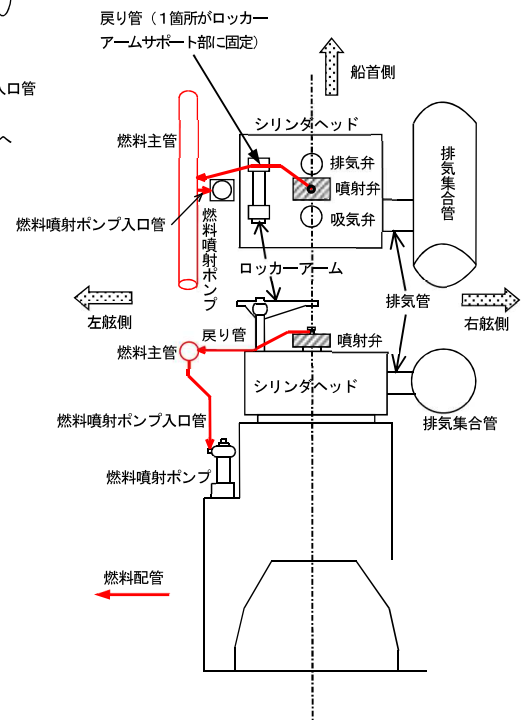 戻り管（１箇所がロッカー
アームサポート部に固定）
船首側
入口管
へ
シリンダヘッド
燃料主管
排気弁
噴射弁
吸気弁
排気集合管
燃料噴射ポンプ入口管
燃料噴射ポンプ
ロッカーアーム
排気管
左舷側
右舷側
戻り管
噴射弁
燃料主管
シリンダヘッド
燃料噴射ポンプ入口管
排気集合管
燃料噴射ポンプ
燃料配管